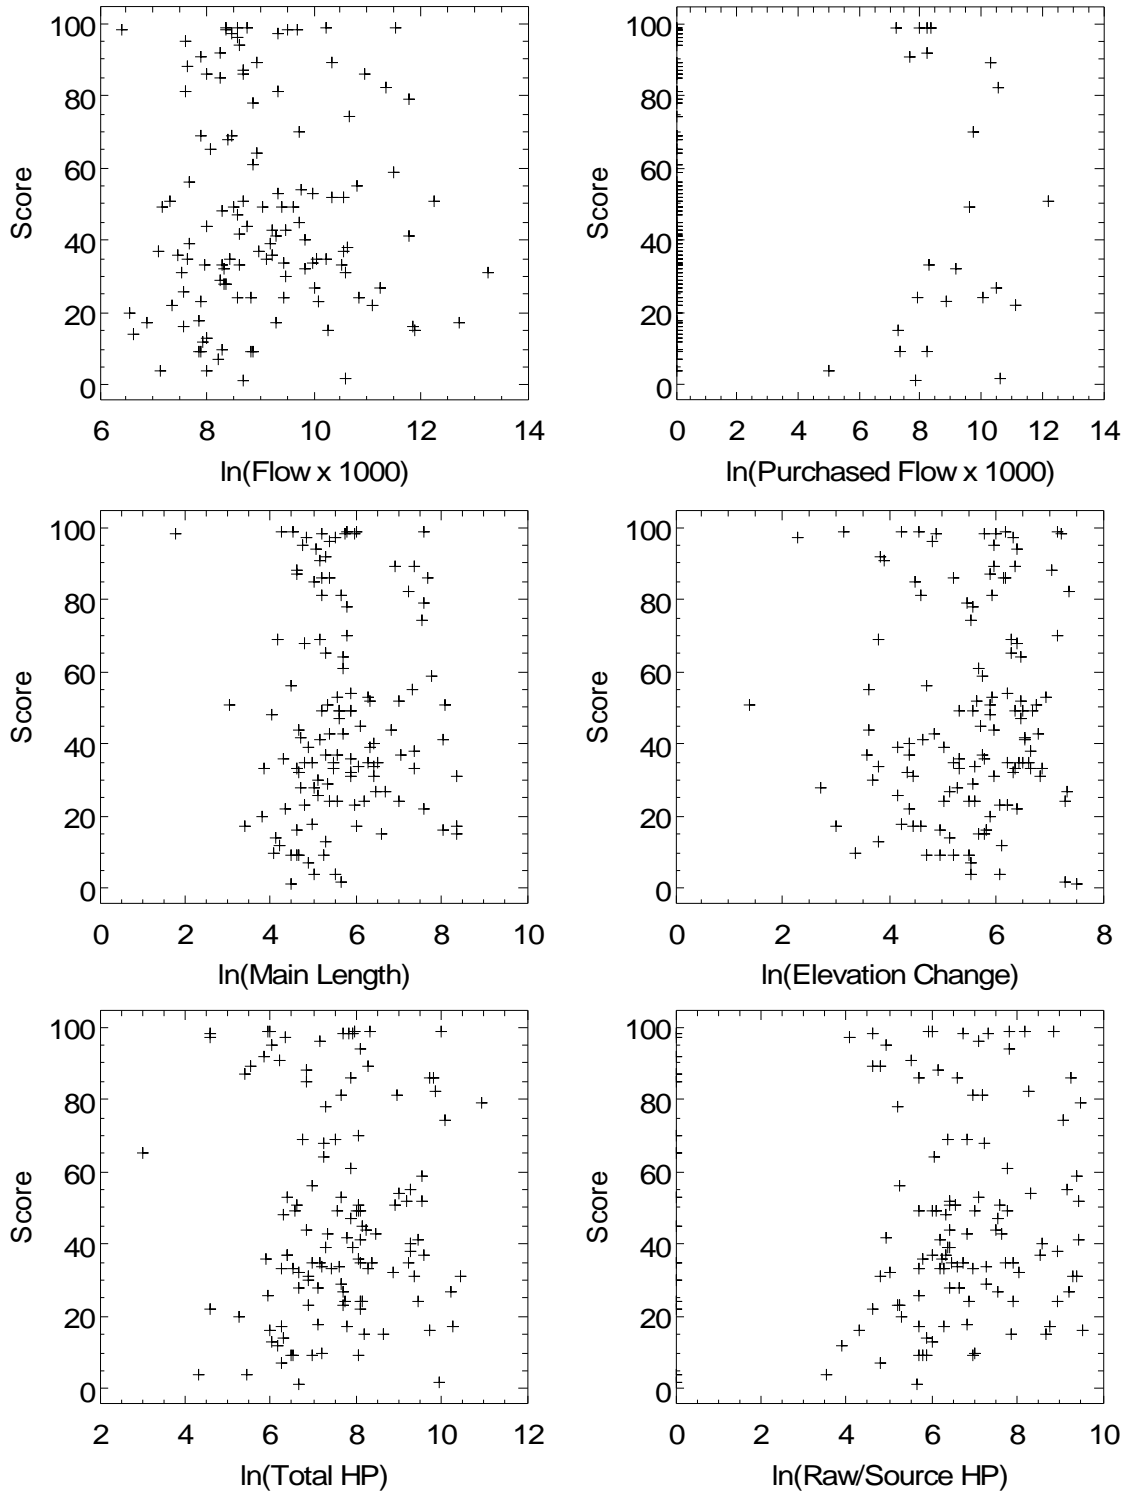 100
80
60
40
20
0
Score
6 8 10 12 14
ln(Flow x 1000)
100
80
60
40
20
0
Score
0 2 4 6 8 10 12 14
ln(Purchased Flow x 1000)
100
80
60
40
20
0
Score
0 2 4 6 8 10
ln(Main Length)
100
80
60
40
20
0
Score
0 2 4 6 8
ln(Elevation Change)
100
80
60
40
20
0
Score
2 4 6 8 10 12
ln(Total HP)
100
80
60
40
20
0
Score
0 2 4 6 8 10
ln(Raw/Source HP)